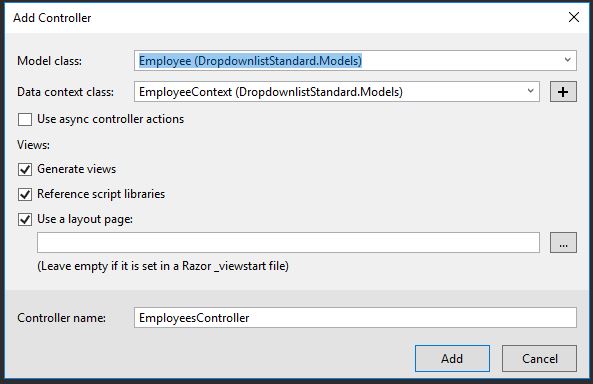 Add Controller
Model class: Employee (DropdownlistStandard.Models)
Data context class: EmployeeContext (DropdownlistStandard.Models) +
Use async controller actions
Views:
Generate views
Reference script libraries
Use a layout page:
...
(Leave empty if it is set in a Razor _viewstart file)
Controller name: EmployeesController
Add Cancel